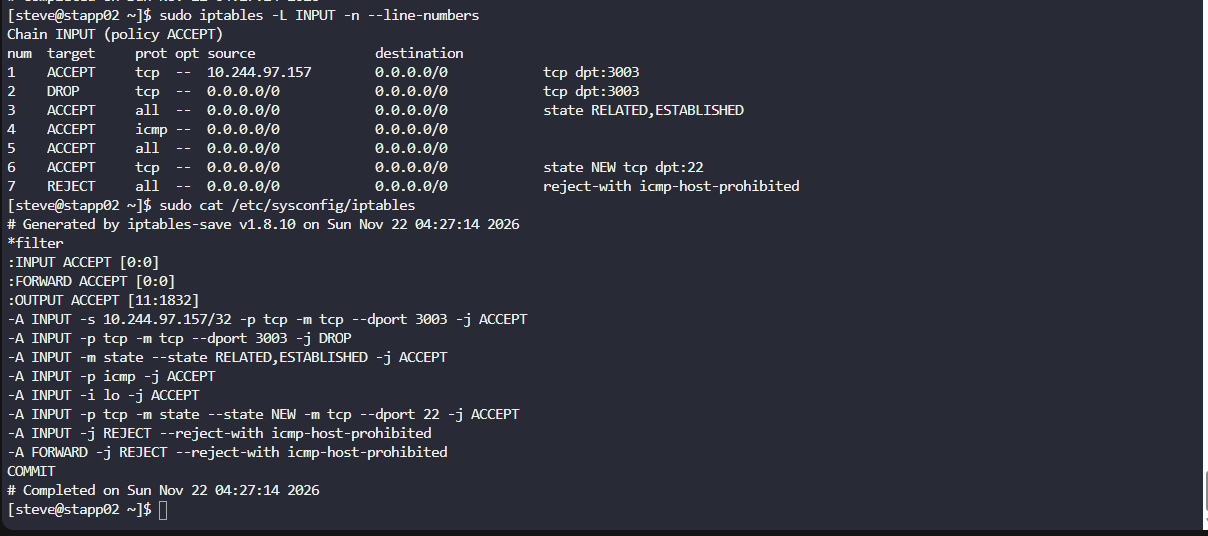 [steve@stapp02 ~]$ sudo iptables -L INPUT -n --line-numbers
Chain INPUT (policy ACCEPT)
num  target     prot opt source               destination
1    ACCEPT     tcp  --  10.244.97.157        0.0.0.0/0            tcp dpt:3003
2    DROP       tcp  --  0.0.0.0/0            0.0.0.0/0            tcp dpt:3003
3    ACCEPT     all  --  0.0.0.0/0            0.0.0.0/0            state RELATED,ESTABLISHED
4    ACCEPT     icmp --  0.0.0.0/0            0.0.0.0/0
5    ACCEPT     all  --  0.0.0.0/0            0.0.0.0/0
6    ACCEPT     tcp  --  0.0.0.0/0            0.0.0.0/0            state NEW tcp dpt:22
7    REJECT     all  --  0.0.0.0/0            0.0.0.0/0            reject-with icmp-host-prohibited
[steve@stapp02 ~]$ sudo cat /etc/sysconfig/iptables
# Generated by iptables-save v1.8.10 on Sun Nov 22 04:27:14 2026
*filter
:INPUT ACCEPT [0:0]
:FORWARD ACCEPT [0:0]
:OUTPUT ACCEPT [11:1832]
-A INPUT -s 10.244.97.157/32 -p tcp -m tcp --dport 3003 -j ACCEPT
-A INPUT -p tcp -m tcp --dport 3003 -j DROP
-A INPUT -m state --state RELATED,ESTABLISHED -j ACCEPT
-A INPUT -p icmp -j ACCEPT
-A INPUT -i lo -j ACCEPT
-A INPUT -p tcp -m state --state NEW -m tcp --dport 22 -j ACCEPT
-A INPUT -j REJECT --reject-with icmp-host-prohibited
-A FORWARD -j REJECT --reject-with icmp-host-prohibited
COMMIT
# Completed on Sun Nov 22 04:27:14 2026
[steve@stapp02 ~]$